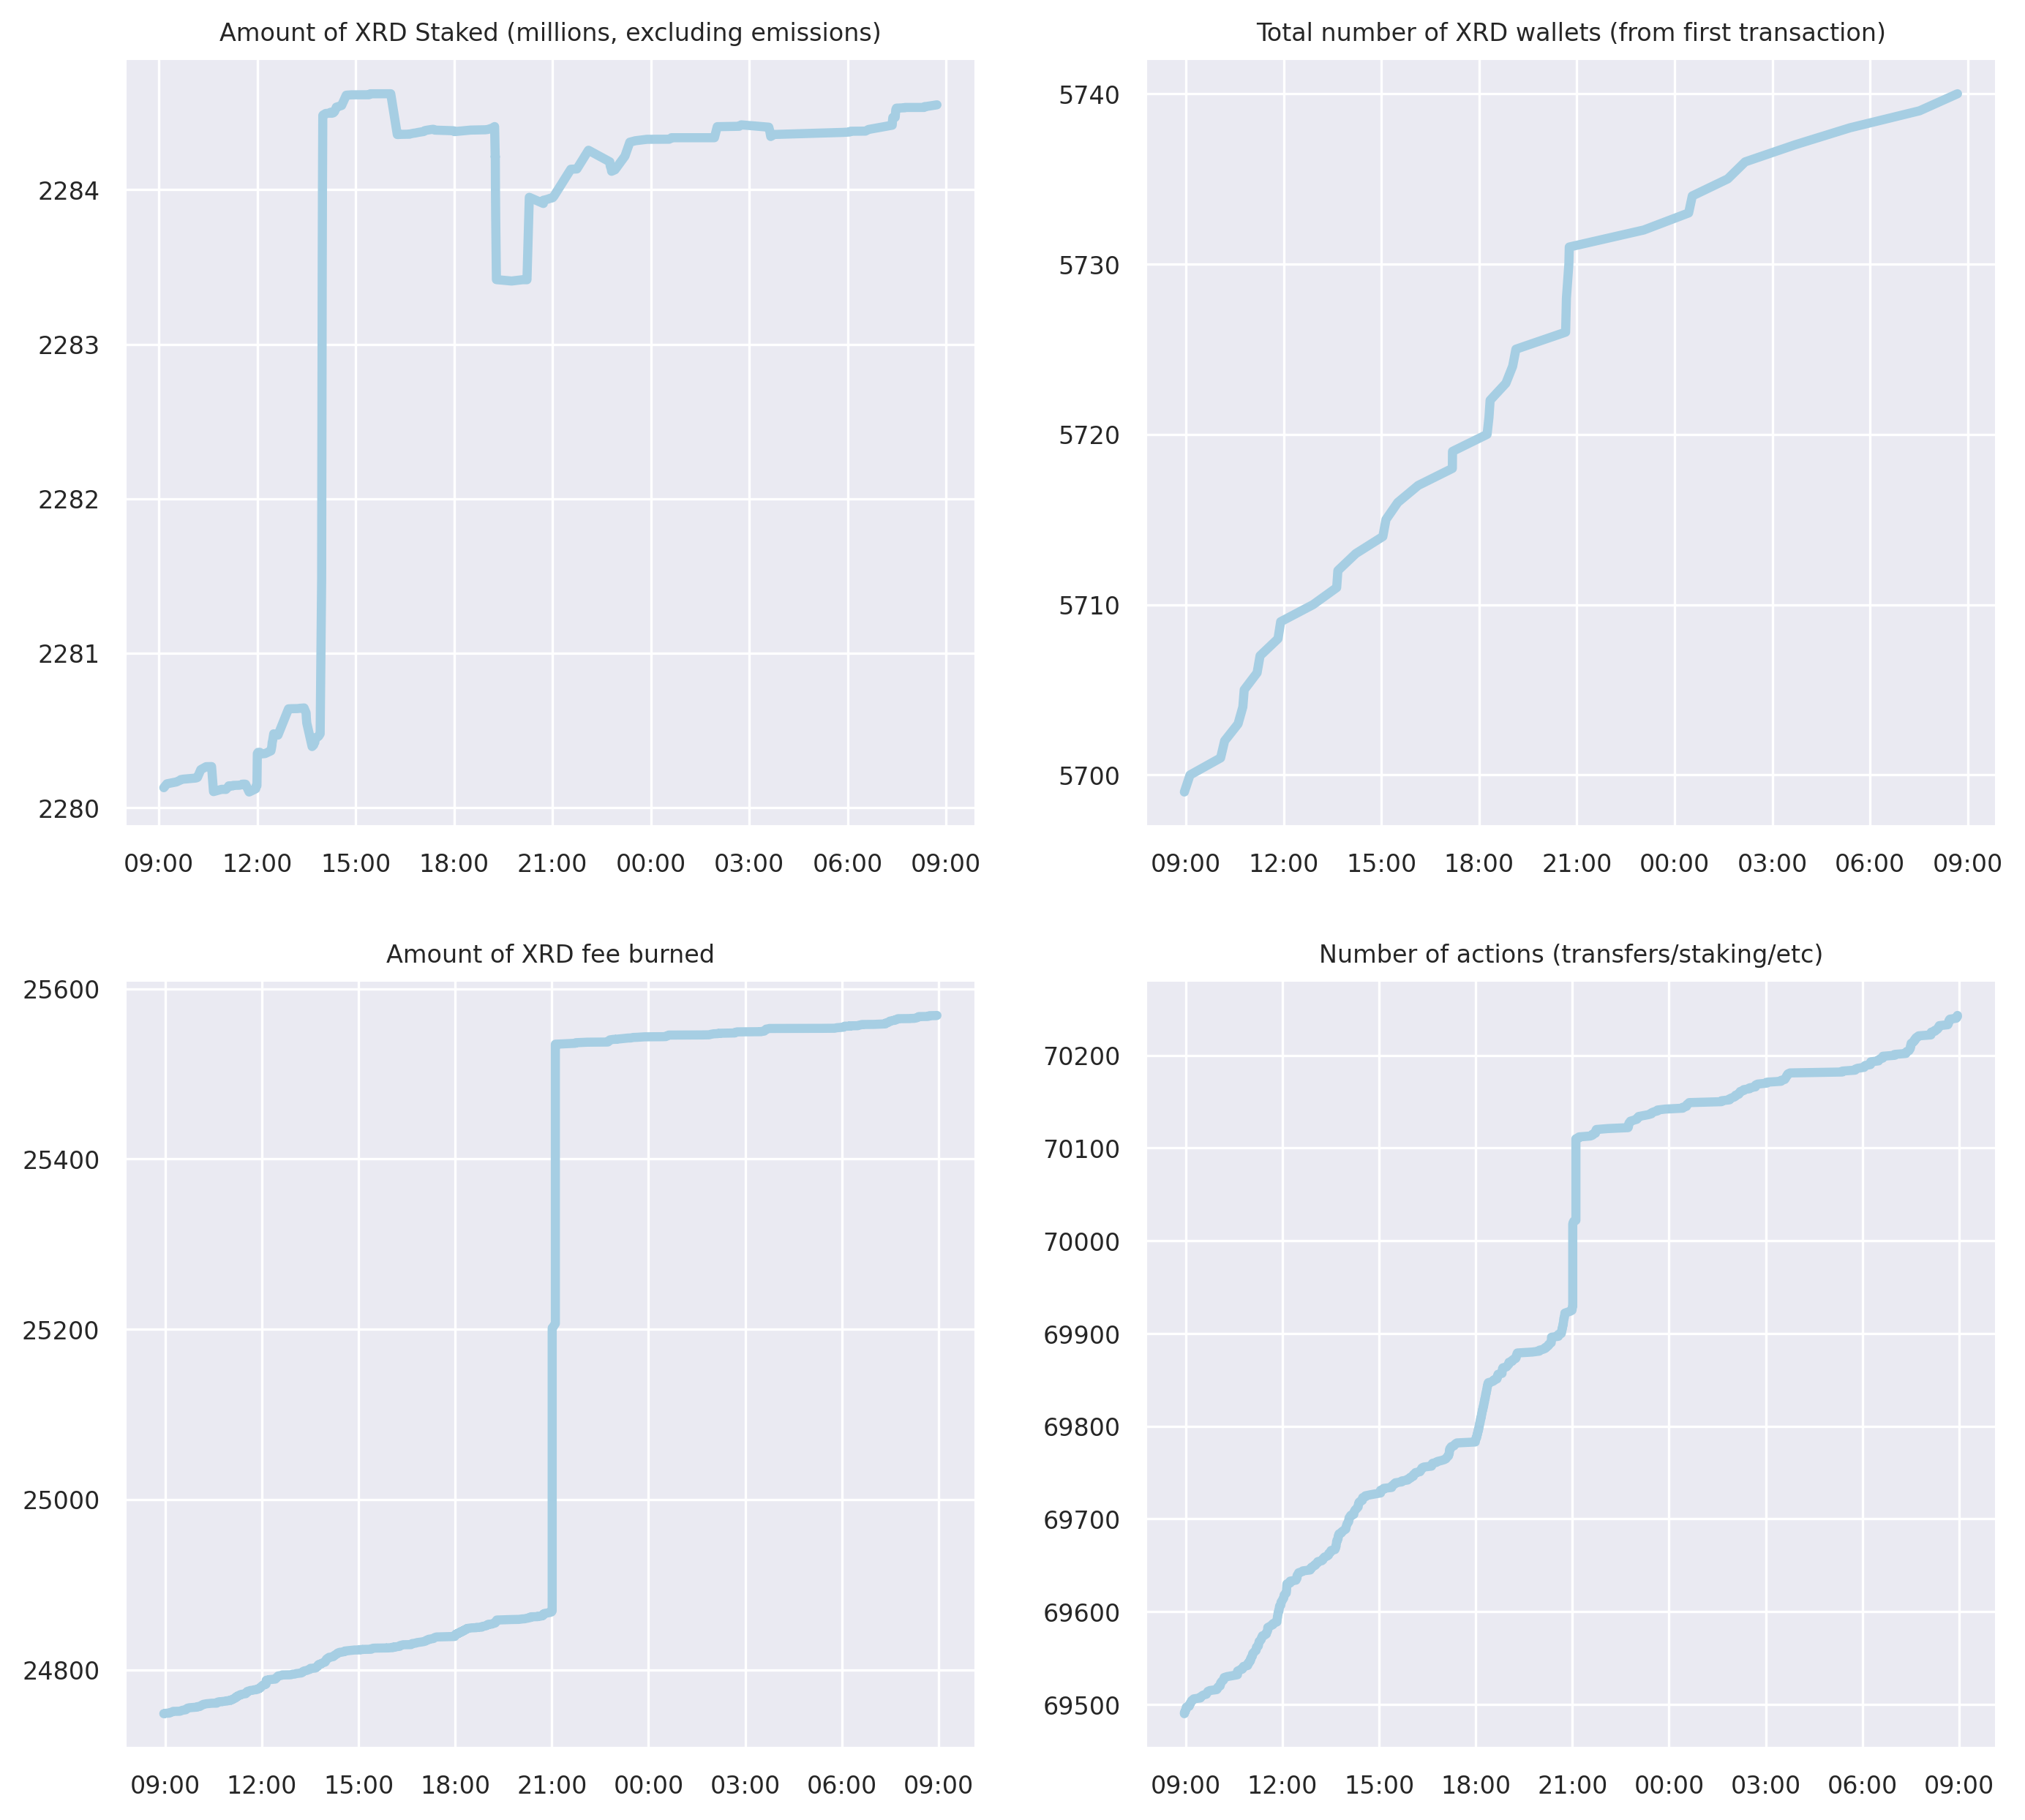 Amount of XRD Staked (millions, excluding emissions)
2284
2283
2282
2281
2280
09:00 12:00 15:00 18:00 21:00 00:00 03:00 06:00 09:00
Total number of XRD wallets (from first transaction)
5740
5730
5720
5710
5700
09:00 12:00 15:00 18:00 21:00 00:00 03:00 06:00 09:00
Amount of XRD fee burned
25600
25400
25200
25000
24800
09:00 12:00 15:00 18:00 21:00 00:00 03:00 06:00 09:00
Number of actions (transfers/staking/etc)
70200
70100
70000
69900
69800
69700
69600
69500
09:00 12:00 15:00 18:00 21:00 00:00 03:00 06:00 09:00